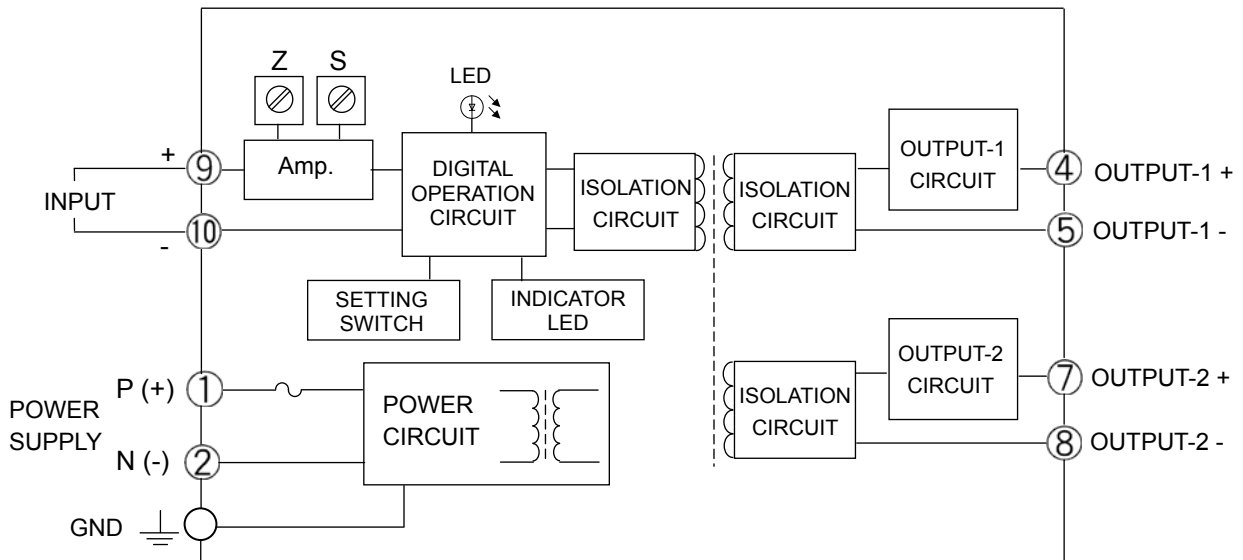 Z
S
LED
+
⑨
Amp.
DIGITAL
OPERATION
CIRCUIT
ISOLATION
CIRCUIT
ISOLATION
CIRCUIT
OUTPUT-1
CIRCUIT
④
OUTPUT-1 +
INPUT
⑩
-
⑤
OUTPUT-1 -
SETTING
SWITCH
INDICATOR
LED
P (+)
①
POWER
SUPPLY
POWER
CIRCUIT
N (-)
②
GND
ISOLATION
CIRCUIT
OUTPUT-2
CIRCUIT
⑦
OUTPUT-2 +
⑧
OUTPUT-2 -